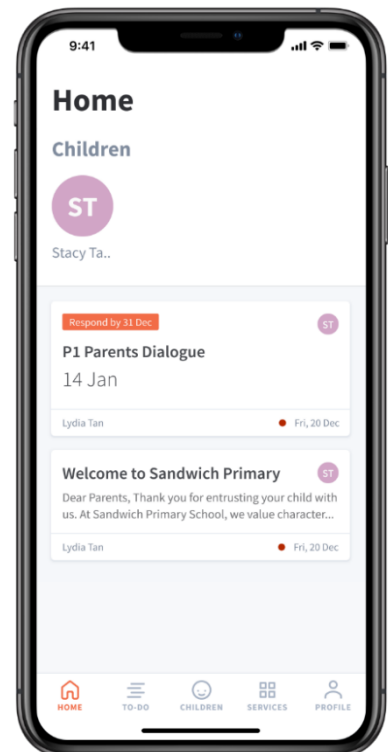 9:41
Home
Children
ST
Stacy Ta..
Respond by 31 Dec
ST
P1 Parents Dialogue
14 Jan
Lydia Tan
Fri, 20 Dec
Welcome to Sandwich Primary
ST
Dear Parents, Thank you for entrusting your child with
us. At Sandwich Primary School, we value character...
Lydia Tan
Fri, 20 Dec
HOME
TO-DO
CHILDREN
SERVICES
PROFILE